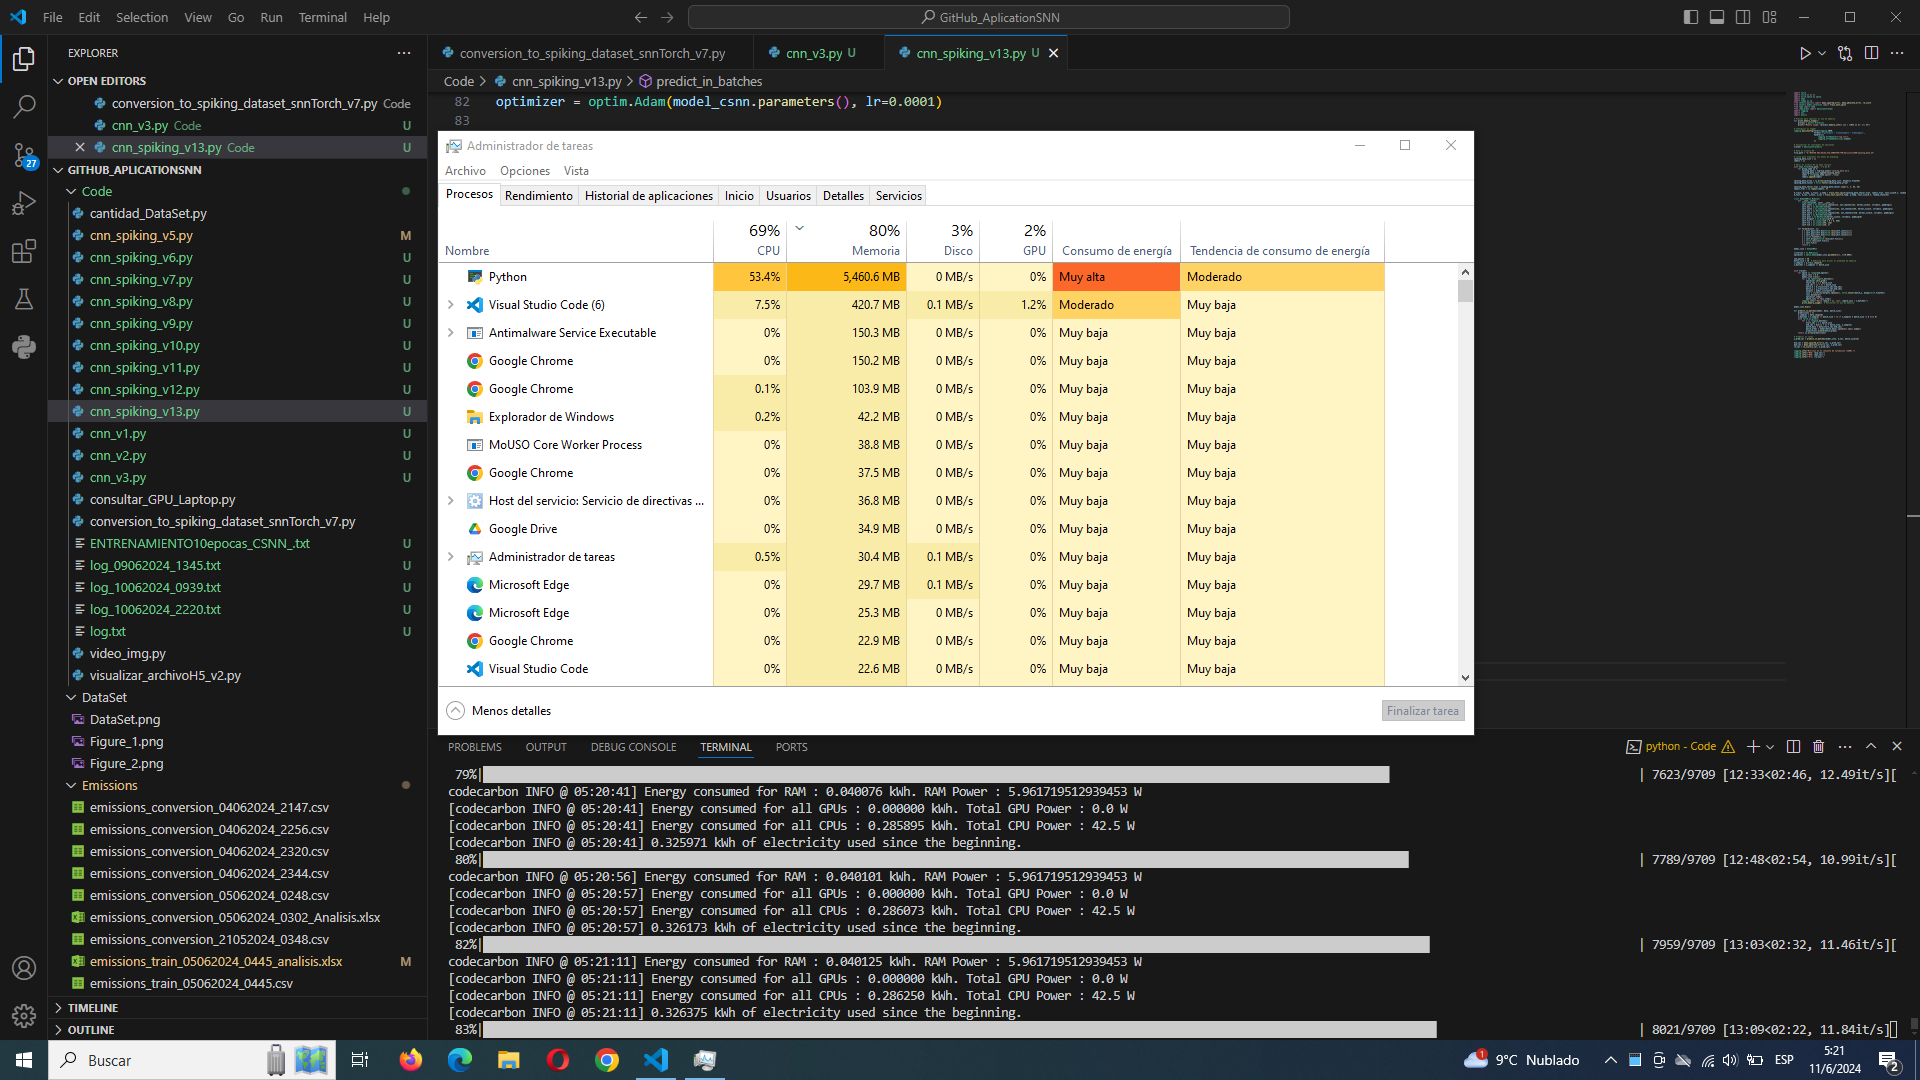 File Edit Selection View Go Run Terminal Help
GitHub_AplicationSNN
EXPLORER
OPEN EDITORS
conversion_to_spiking_dataset_snnTorch_v7.py Code
cnn_v3.py Code U
cnn_spiking_v13.py Code U
27
GITHUB_APLICATIONSNN
Code
cantidad_DataSet.py
cnn_spiking_v5.py M
cnn_spiking_v6.py U
cnn_spiking_v7.py U
cnn_spiking_v8.py U
cnn_spiking_v9.py U
cnn_spiking_v10.py U
cnn_spiking_v11.py U
cnn_spiking_v12.py U
cnn_spiking_v13.py U
cnn_v1.py U
cnn_v2.py U
cnn_v3.py U
consultar_GPU_Laptop.py
conversion_to_spiking_dataset_snnTorch_v7.py
ENTRENAMIENTO10epocas_CSNN_.txt U
log_09062024_1345.txt U
log_10062024_0939.txt U
log_10062024_2220.txt U
log.txt U
video_img.py
visualizar_archivoH5_v2.py
DataSet
DataSet.png
Figure_1.png
Figure_2.png
Emissions
emissions_conversion_04062024_2147.csv
emissions_conversion_04062024_2256.csv
emissions_conversion_04062024_2320.csv
emissions_conversion_04062024_2344.csv
emissions_conversion_05062024_0248.csv
emissions_conversion_05062024_0302_Analisis.xlsx
emissions_conversion_21052024_0348.csv
emissions_train_05062024_0445_analisis.xlsx M
emissions_train_05062024_0445.csv
TIMELINE
OUTLINE
conversion_to_spiking_dataset_snnTorch_v7.py
cnn_v3.py U
cnn_spiking_v13.py U
Code > cnn_spiking_v13.py > predict_in_batches
82 optimizer = optim.Adam(model_csnn.parameters(), lr=0.0001)
83
Administrador de tareas
Archivo Opciones Vista
Procesos Rendimiento Historial de aplicaciones Inicio Usuarios Detalles Servicios
69% 80% 3% 2%
Nombre CPU Memoria Disco GPU Consumo de energía Tendencia de consumo de energía
Python 53.4% 5,460.6 MB 0 MB/s 0% Muy alta Moderado
Visual Studio Code (6) 7.5% 420.7 MB 0.1 MB/s 1.2% Moderado Muy baja
Antimalware Service Executable 0% 150.3 MB 0 MB/s 0% Muy baja Muy baja
Google Chrome 0% 150.2 MB 0 MB/s 0% Muy baja Muy baja
Google Chrome 0.1% 103.9 MB 0 MB/s 0% Muy baja Muy baja
Explorador de Windows 0.2% 42.2 MB 0 MB/s 0% Muy baja Muy baja
MoUSO Core Worker Process 0% 38.8 MB 0 MB/s 0% Muy baja Muy baja
Google Chrome 0% 37.5 MB 0 MB/s 0% Muy baja Muy baja
Host del servicio: Servicio de directivas ... 0% 36.8 MB 0 MB/s 0% Muy baja Muy baja
Google Drive 0% 34.9 MB 0 MB/s 0% Muy baja Muy baja
Administrador de tareas 0.5% 30.4 MB 0.1 MB/s 0% Muy baja Muy baja
Microsoft Edge 0% 29.7 MB 0.1 MB/s 0% Muy baja Muy baja
Microsoft Edge 0% 25.3 MB 0 MB/s 0% Muy baja Muy baja
Google Chrome 0% 22.9 MB 0 MB/s 0% Muy baja Muy baja
Visual Studio Code 0% 22.6 MB 0 MB/s 0% Muy baja Muy baja
Menos detalles Finalizar tarea
PROBLEMS OUTPUT DEBUG CONSOLE TERMINAL PORTS
python - Code
79%| | 7623/9709 [12:33<02:46, 12.49it/s][
codecarbon INFO @ 05:20:41] Energy consumed for RAM : 0.040076 kWh. RAM Power : 5.961719512939453 W
[codecarbon INFO @ 05:20:41] Energy consumed for all GPUs : 0.000000 kWh. Total GPU Power : 0.0 W
[codecarbon INFO @ 05:20:41] Energy consumed for all CPUs : 0.285895 kWh. Total CPU Power : 42.5 W
[codecarbon INFO @ 05:20:41] 0.325971 kWh of electricity used since the beginning.
80%| | 7789/9709 [12:48<02:54, 10.99it/s][
codecarbon INFO @ 05:20:56] Energy consumed for RAM : 0.040101 kWh. RAM Power : 5.961719512939453 W
[codecarbon INFO @ 05:20:57] Energy consumed for all GPUs : 0.000000 kWh. Total GPU Power : 0.0 W
[codecarbon INFO @ 05:20:57] Energy consumed for all CPUs : 0.286073 kWh. Total CPU Power : 42.5 W
[codecarbon INFO @ 05:20:57] 0.326173 kWh of electricity used since the beginning.
82%| | 7959/9709 [13:03<02:32, 11.46it/s][
codecarbon INFO @ 05:21:11] Energy consumed for RAM : 0.040125 kWh. RAM Power : 5.961719512939453 W
[codecarbon INFO @ 05:21:11] Energy consumed for all GPUs : 0.000000 kWh. Total GPU Power : 0.0 W
[codecarbon INFO @ 05:21:11] Energy consumed for all CPUs : 0.286250 kWh. Total CPU Power : 42.5 W
[codecarbon INFO @ 05:21:11] 0.326375 kWh of electricity used since the beginning.
83%| | 8021/9709 [13:09<02:22, 11.84it/s]
Buscar
1 9°C Nublado
ESP
5:21
11/6/2024
2